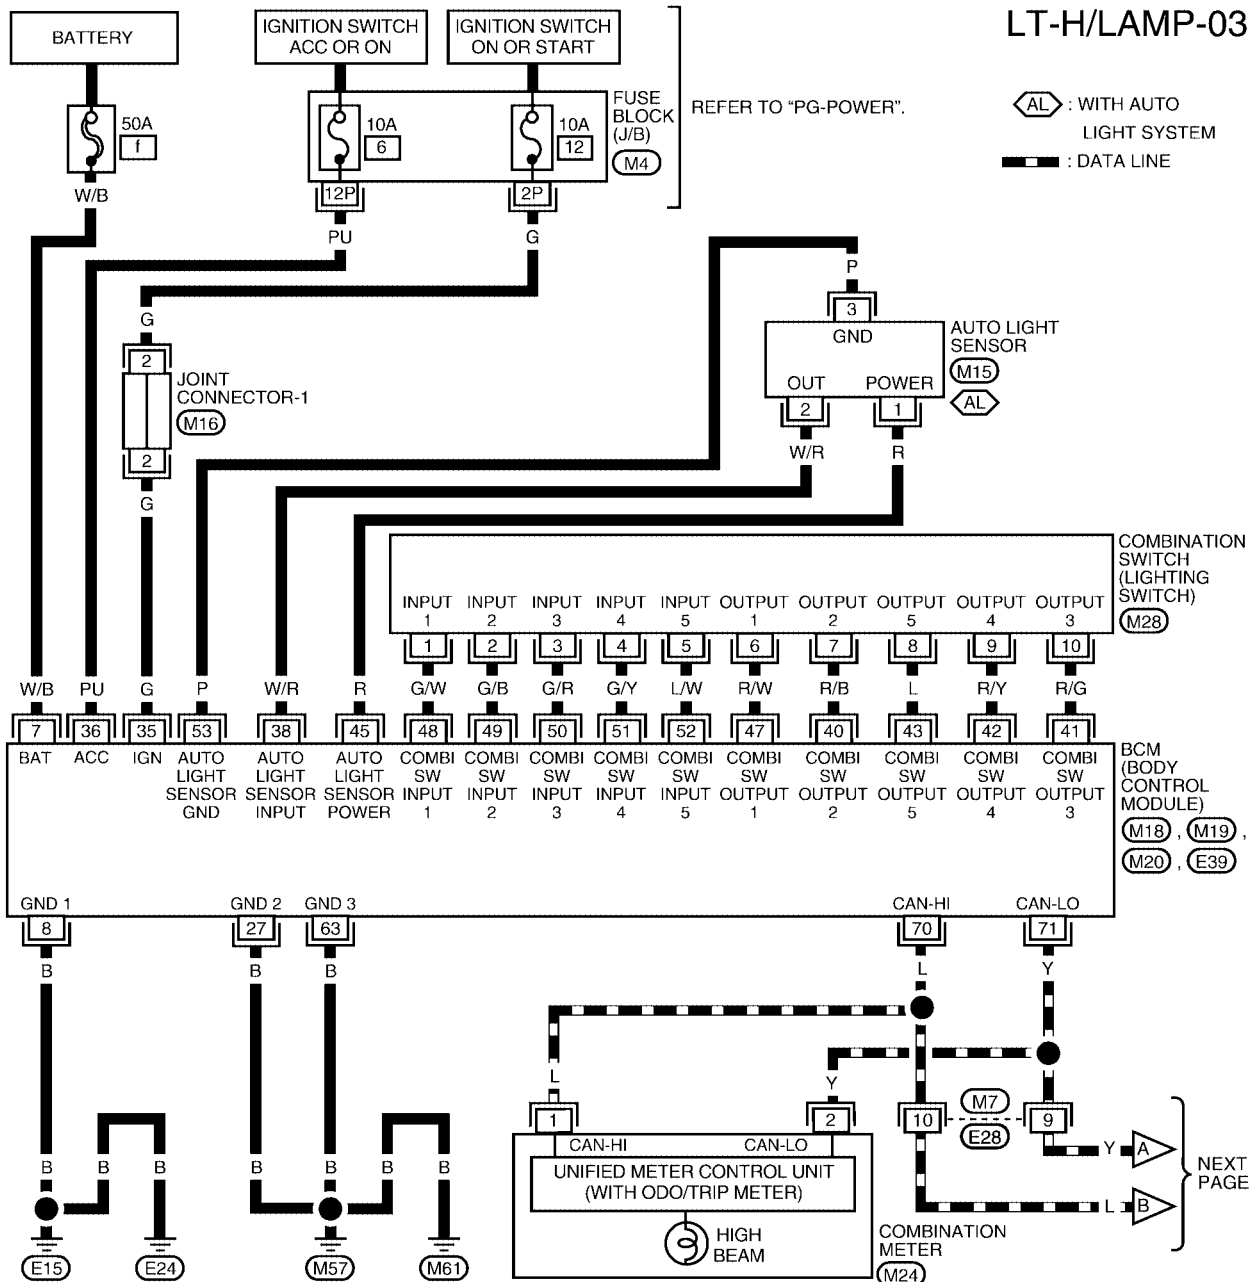 LT-H/LAMP-03
BATTERY
IGNITION SWITCH
ACC OR ON
IGNITION SWITCH
ON OR START
50A
f
10A
6
10A
12
FUSE
BLOCK
(J/B)
M4
REFER TO “PG-POWER”.
AL : WITH AUTO
LIGHT SYSTEM
: DATA LINE
W/B
12P
2P
PU
G
G
2
JOINT
CONNECTOR-1
M16
2
G
P
3
GND
AUTO LIGHT
SENSOR
M15
AL
OUT
POWER
2
1
W/R
R
COMBINATION
SWITCH
(LIGHTING
SWITCH)
M28
INPUT INPUT INPUT INPUT INPUT OUTPUT OUTPUT OUTPUT OUTPUT OUTPUT
1 2 3 4 5 1 2 5 4 3
1 2 3 4 5 6 7 8 9 10
W/B PU G P W/R R G/W G/B G/R G/Y L/W R/W R/B L R/Y R/G
7 36 35 53 38 45 48 49 50 51 52 47 40 43 42 41
BAT ACC IGN AUTO AUTO AUTO COMBI COMBI COMBI COMBI COMBI COMBI COMBI COMBI COMBI COMBI
LIGHT LIGHT LIGHT SW SW SW SW SW SW SW SW SW SW
SENSOR SENSOR SENSOR INPUT INPUT INPUT INPUT INPUT OUTPUT OUTPUT OUTPUT OUTPUT OUTPUT
GND INPUT POWER 1 2 3 4 5 1 2 5 4 3
BCM
(BODY
CONTROL
MODULE)
M18 , M19 ,
M20 , E39
GND 1 GND 2 GND 3 CAN-HI CAN-LO
8 27 63 70 71
B B B L Y
L
Y
1
2
10
9
M7
E28
CAN-HI CAN-LO
UNIFIED METER CONTROL UNIT
(WITH ODO/TRIP METER)
HIGH
BEAM
COMBINATION
METER
M24
Y A
L B
NEXT
PAGE
B B B B B B B
E15 E24 M57 M61